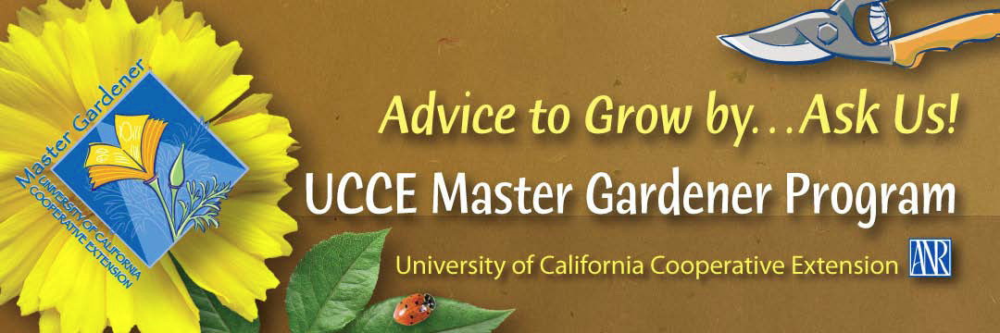 Master Gardener
UNIVERSITY OF CALIFORNIA
COOPERATIVE EXTENSION
Advice to Grow by...Ask Us!
UCCE Master Gardener Program
University of California Cooperative Extension
ANR